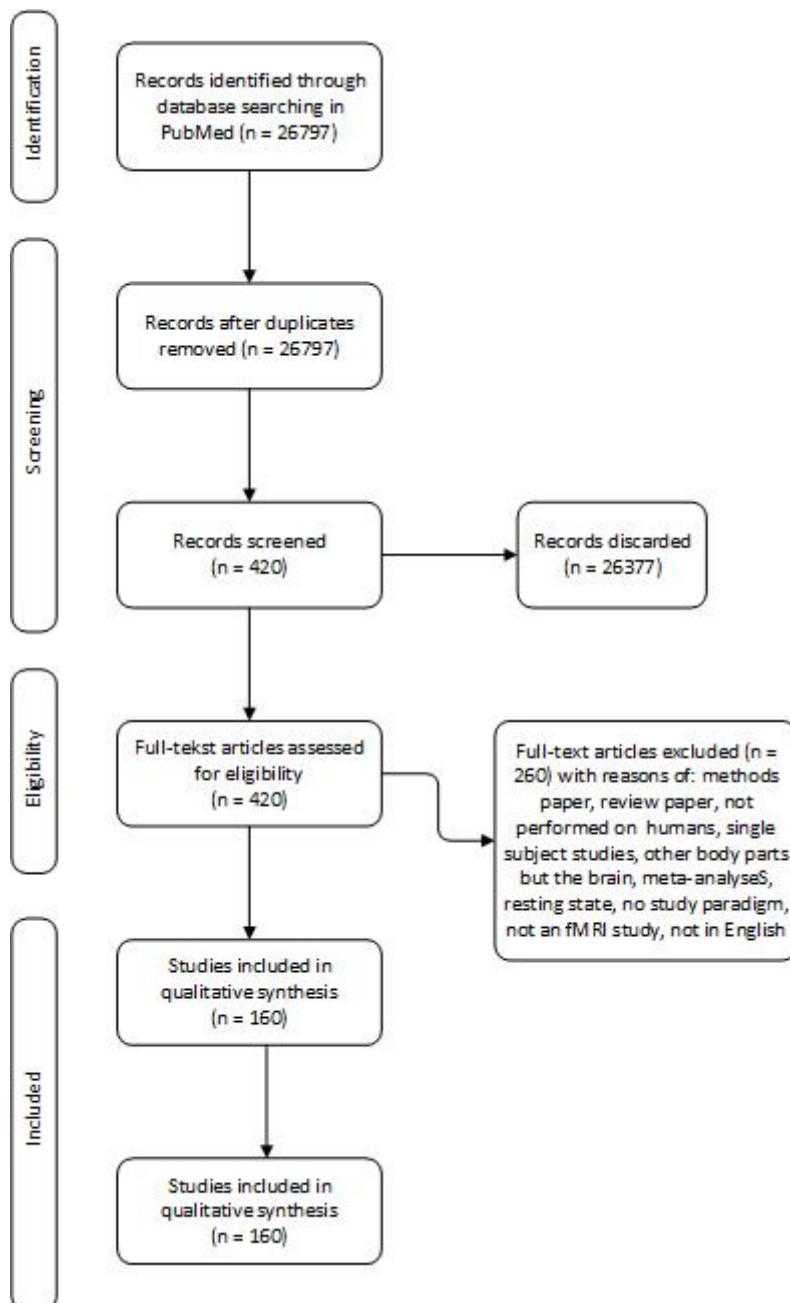 Identification
Records identified through
database searching in
PubMed (n = 26797)
Screening
Records after duplicates
removed (n = 26797)
Records screened
(n = 420)
Records discarded
(n = 26377)
Eligibility
Full-tekst articles assessed
for eligibility
(n = 420)
Full-text articles excluded (n =
260) with reasons of: methods
paper, review paper, not
performed on humans, single
subject studies, other body parts
but the brain, meta-analyseS,
resting state, no study paradigm,
not an fMRI study, not in English
Included
Studies included in
qualitative synthesis
(n = 160)
Studies included in
qualitative synthesis
(n = 160)